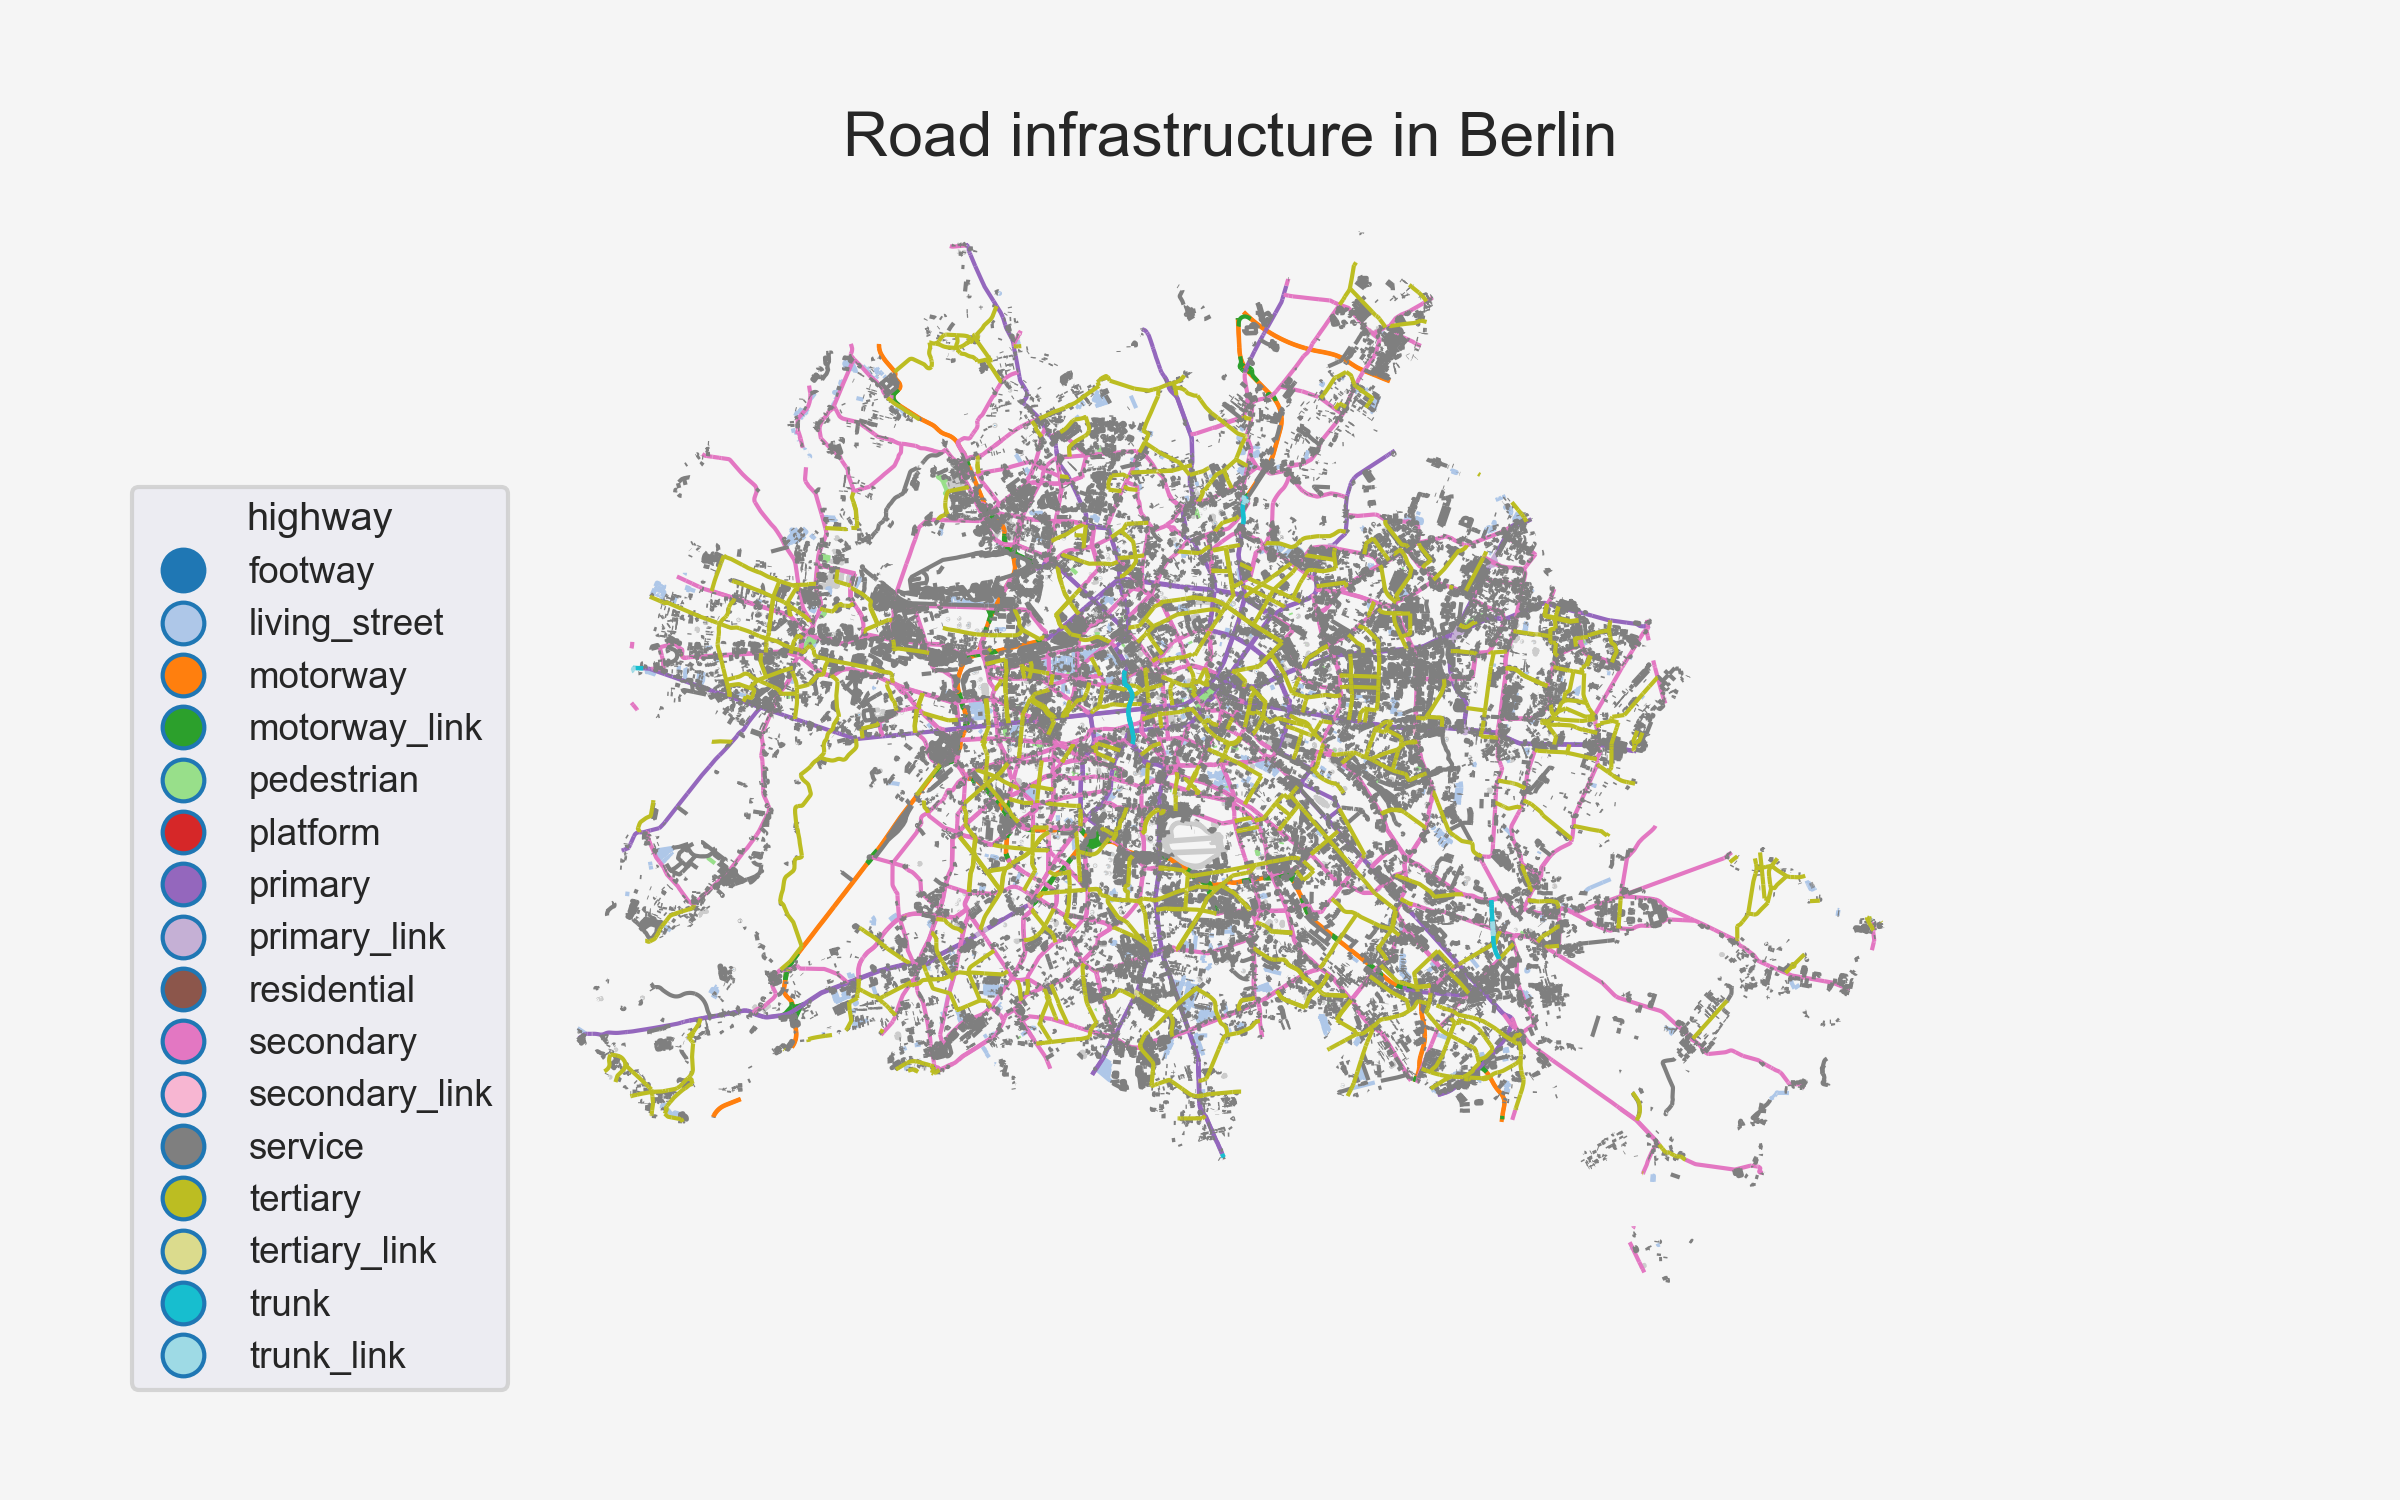 Road infrastructure in Berlin
highway
footway
living_street
motorway
motorway_link
pedestrian
platform
primary
primary_link
residential
secondary
secondary_link
service
tertiary
tertiary_link
trunk
trunk_link